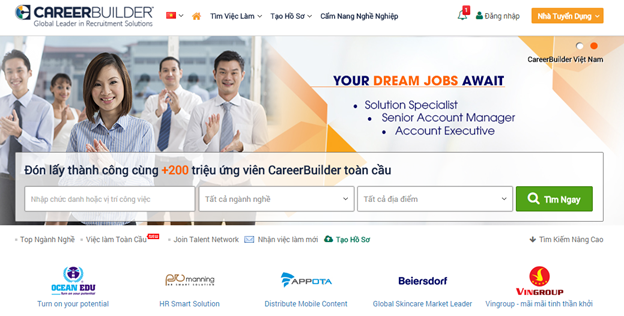 CAREERBUILDER
Global Leader in Recruitment Solutions
Tìm Việc Làm
Tạo Hồ Sơ
Cẩm Nang Nghề Nghiệp
1
Đăng nhập
Nhà Tuyển Dụng
CareerBuilder Việt Nam
YOUR DREAM JOBS AWAIT
• Solution Specialist
• Senior Account Manager
• Account Executive
Đón lấy thành công cùng +200 triệu ứng viên CareerBuilder toàn cầu
Nhập chức danh hoặc vị trí công việc
Tất cả ngành nghề
Tất cả địa điểm
Tìm Ngay
Top Ngành Nghề
Việc làm Toàn Cầu
new
Join Talent Network
Nhận việc làm mới
Tạo Hồ Sơ
Tìm Kiếm Nâng Cao
OCEAN EDU
manning
HR SMART SOLUTION
APPOTA
Beiersdorf
VINGROUP
Turn on your potential
HR Smart Solution
Distribute Mobile Content
Global Skincare Market Leader
Vingroup - mãi mãi tinh thần khởi